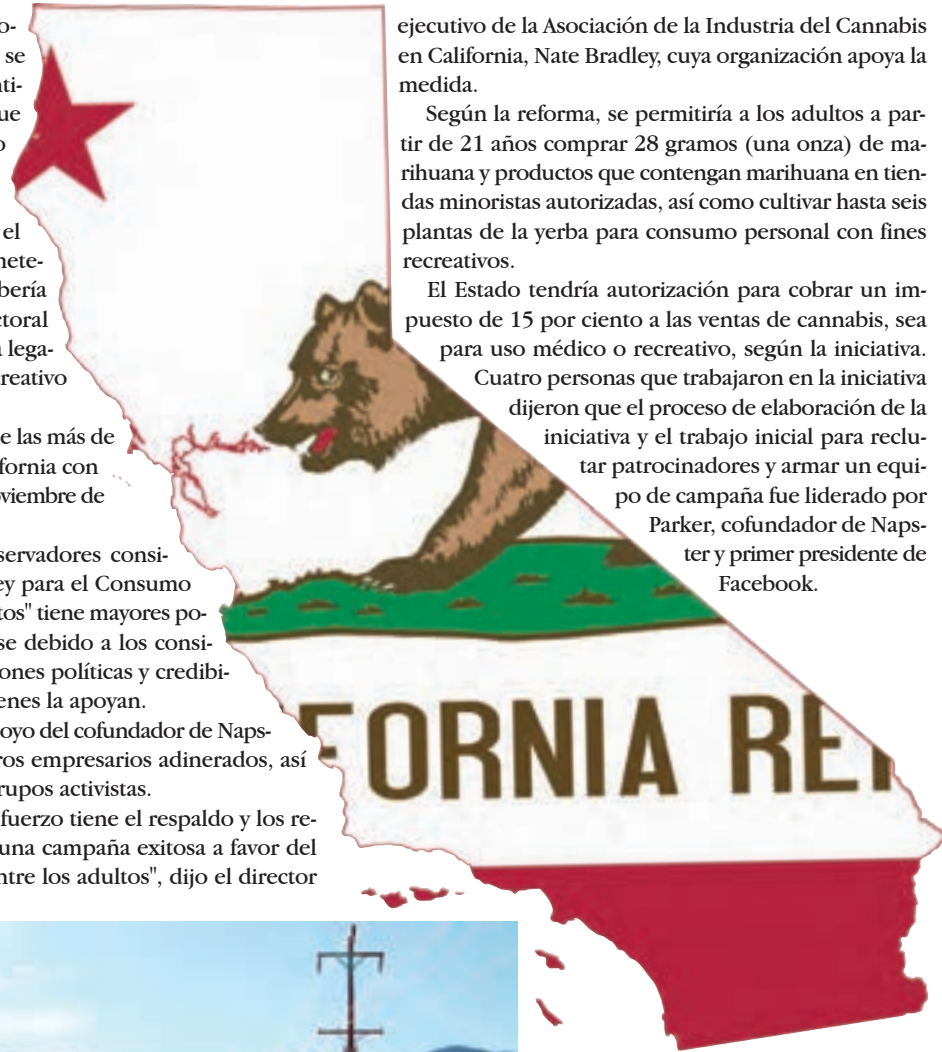 o-
se
nti-
ue
o
el
nete-
bería
ctoral
a lega-
creativo
e las más de
fornia con
oviembre de
servadores consi-
ey para el Consumo
tos" tiene mayores po-
se debido a los consi-
ones políticas y credibi-
enes la apoyan.
oyo del cofundador de Naps-
ros empresarios adinerados, así
rupos activistas.
fuerzo tiene el respaldo y los re-
una campaña exitosa a favor del
ntre los adultos", dijo el director
ejecutivo de la Asociación de la Industria del Cannabis
en California, Nate Bradley, cuya organización apoya la
medida.
Según la reforma, se permitiría a los adultos a par-
tir de 21 años comprar 28 gramos (una onza) de ma-
rihuana y productos que contengan marihuana en tien-
das minoristas autorizadas, así como cultivar hasta seis
plantas de la yerba para consumo personal con fines
recreativos.
El Estado tendría autorización para cobrar un im-
puesto de 15 por ciento a las ventas de cannabis, sea
para uso médico o recreativo, según la iniciativa.
Cuatro personas que trabajaron en la iniciativa
dijeron que el proceso de elaboración de la
iniciativa y el trabajo inicial para reclu-
tar patrocinadores y armar un equi-
po de campaña fue liderado por
Parker, cofundador de Naps-
ter y primer presidente de
Facebook.
FORNIA RE